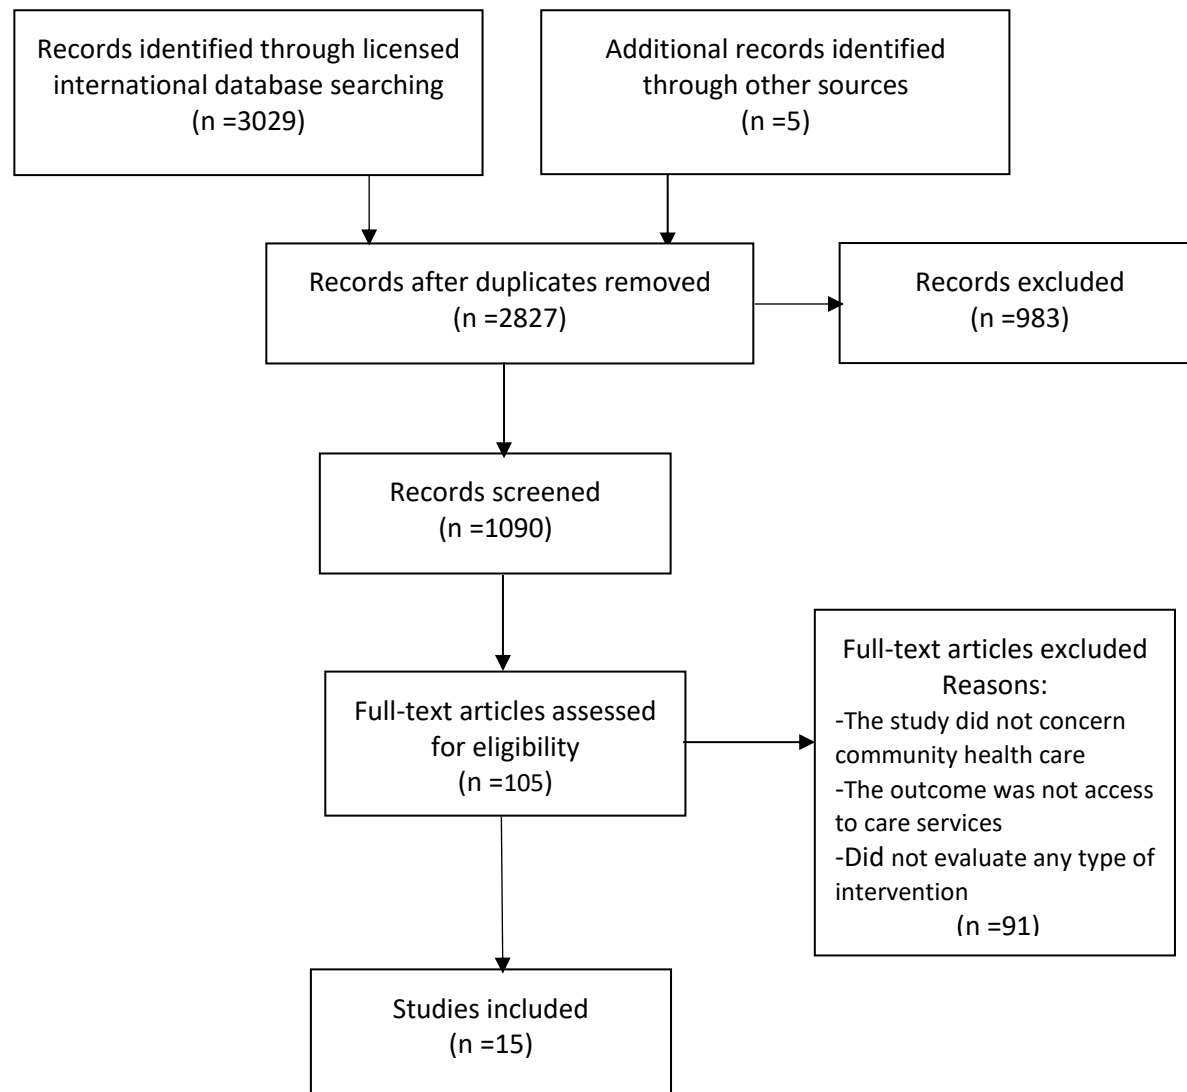 Records identified through licensed
international database searching
(n =3029)
Additional records identified
through other sources
(n =5)
Records after duplicates removed
(n =2827)
Records excluded
(n =983)
Records screened
(n =1090)
Full-text articles assessed
for eligibility
(n =105)
Full-text articles excluded
Reasons:
-The study did not concern
community health care
-The outcome was not access
to care services
-Did not evaluate any type of
intervention
(n =91)
Studies included
(n =15)